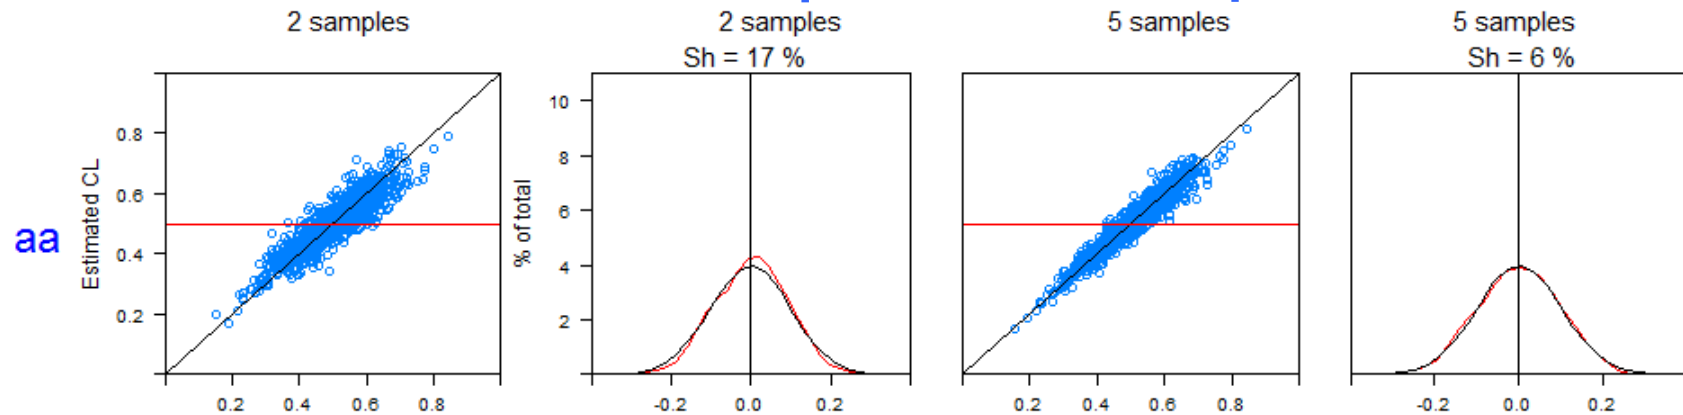 2 samples
2 samples
5 samples
5 samples
Sh = 17 %
Sh = 6 %
aa
Estimated CL
0.8
0.6
0.4
0.2
% of total
10
8
6
4
2
0.2 0.4 0.6 0.8
-0.2 0.0 0.2
0.2 0.4 0.6 0.8
-0.2 0.0 0.2